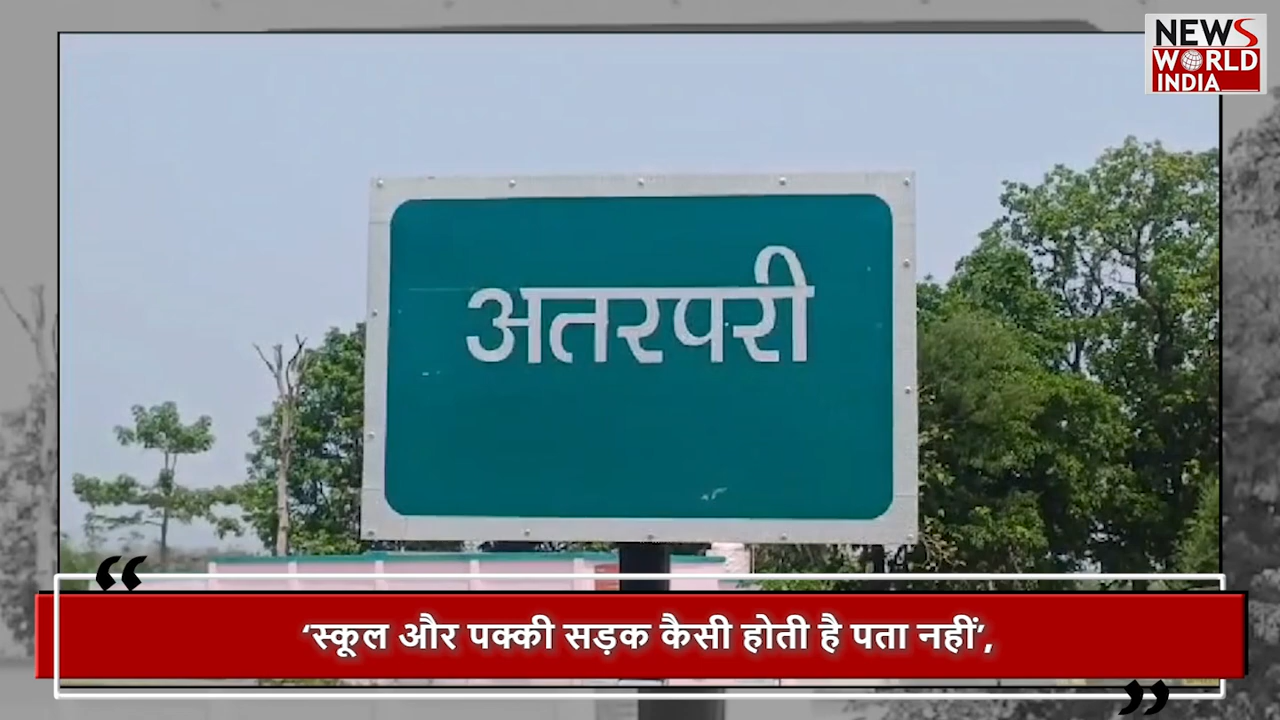 NEWS
WORLD
INDIA
अतरपरी
‘स्कूल और पक्की सड़क कैसी होती है पता नहीं’,